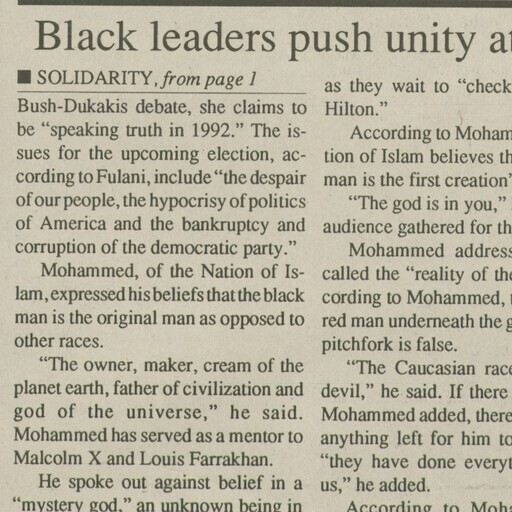 Black leaders push unity
■ SOLIDARITY, from page 1
Bush-Dukakis debate, she claims to
be “speaking truth in 1992.” The is-
sues for the upcoming election, ac-
cording to Fulani, include “the despair
of our people, the hypocrisy of politics
of America and the bankruptcy and
corruption of the democratic party.”
Mohammed, of the Nation of Is-
lam, expressed his beliefs that the black
man is the original man as opposed to
other races.
“The owner, maker, cream of the
planet earth, father of civilization and
god of the universe,” he said.
Mohammed has served as a mentor to
Malcolm X and Louis Farrakhan.
He spoke out against belief in a
“mystery god,” an unknown being in
as they wait to “check
Hilton.”
According to Moham
tion of Islam believes th
man is the first creation”
“The god is in you,”
audience gathered for th
Mohammed address
called the “reality of the
cording to Mohammed,
red man underneath the g
pitchfork is false.
“The Caucasian race
devil,” he said. If there
Mohammed added, there
anything left for him to
“they have done everyt
us,” he added.
According to Moha